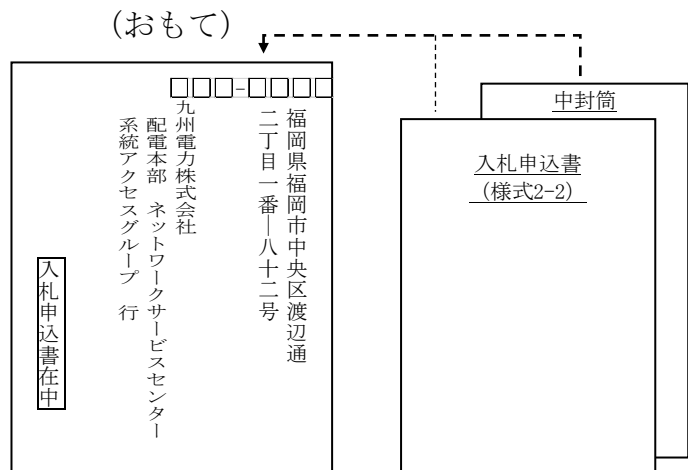 (おもて)
□□□-□□□□
福岡県福岡市中央区渡辺通
二丁目一番―八十二号
九州電力株式会社
配電本部 ネットワークサービスセンター
系統アクセスグループ 行
入札申込書在中
中封筒
入札申込書
(様式2-2)